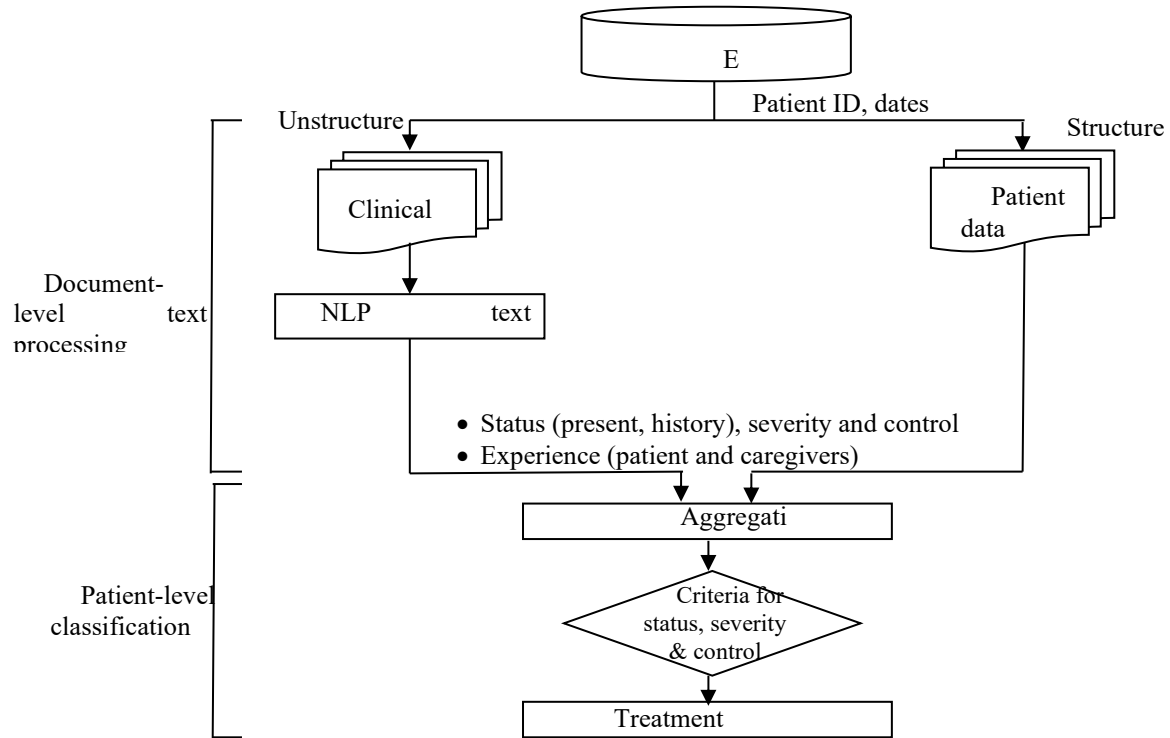 E
Patient ID, dates
Unstructure
Structure
Clinical
Patient
data
Document-
level text
processing
NLP text
• Status (present, history), severity and control
• Experience (patient and caregivers)
Aggregati
Patient-level
classification
Criteria for
status, severity
& control
Treatment